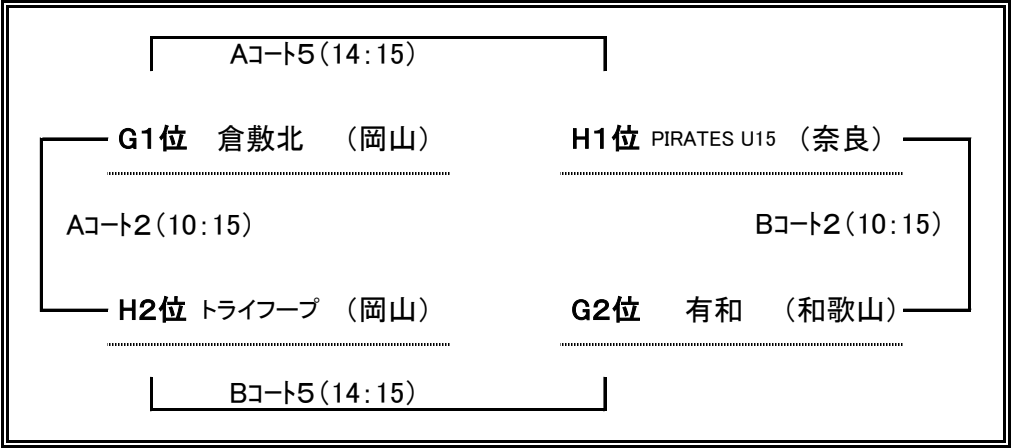 Aコート5(14:15)
G1位 倉敷北 (岡山) H1位 PIRATES U15 (奈良)
Aコート2(10:15) Bコート2(10:15)
H2位 トライフープ (岡山) G2位 有和 (和歌山)
Bコート5(14:15)